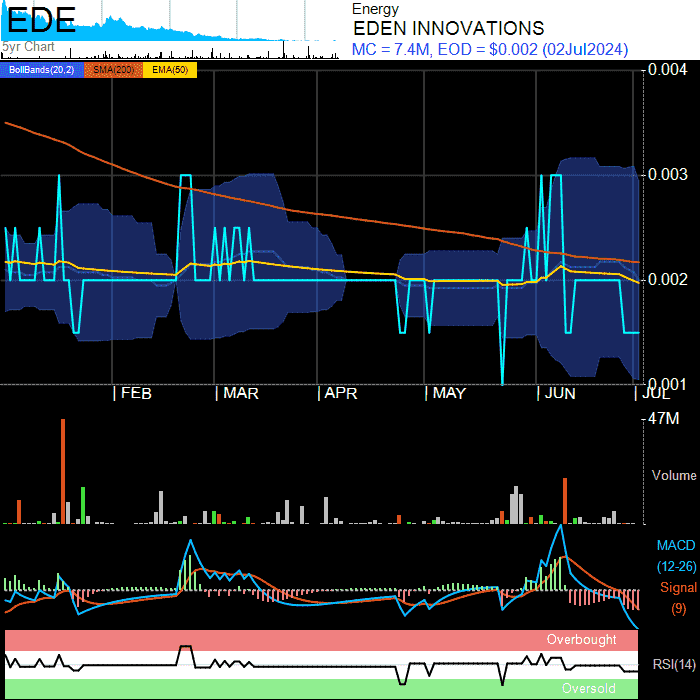 EDE
5yr Chart
Energy
EDEN INNOVATIONS
MC = 7.4M, EOD = $0.002 (02Jul2024)
BollBands(20,2) SMA(200) EMA(50)
0.004
0.003
0.002
0.001
FEB MAR APR MAY JUN JUL
47M
Volume
MACD
(12-26)
Signal
(9)
Overbought
RSI(14)
Oversold